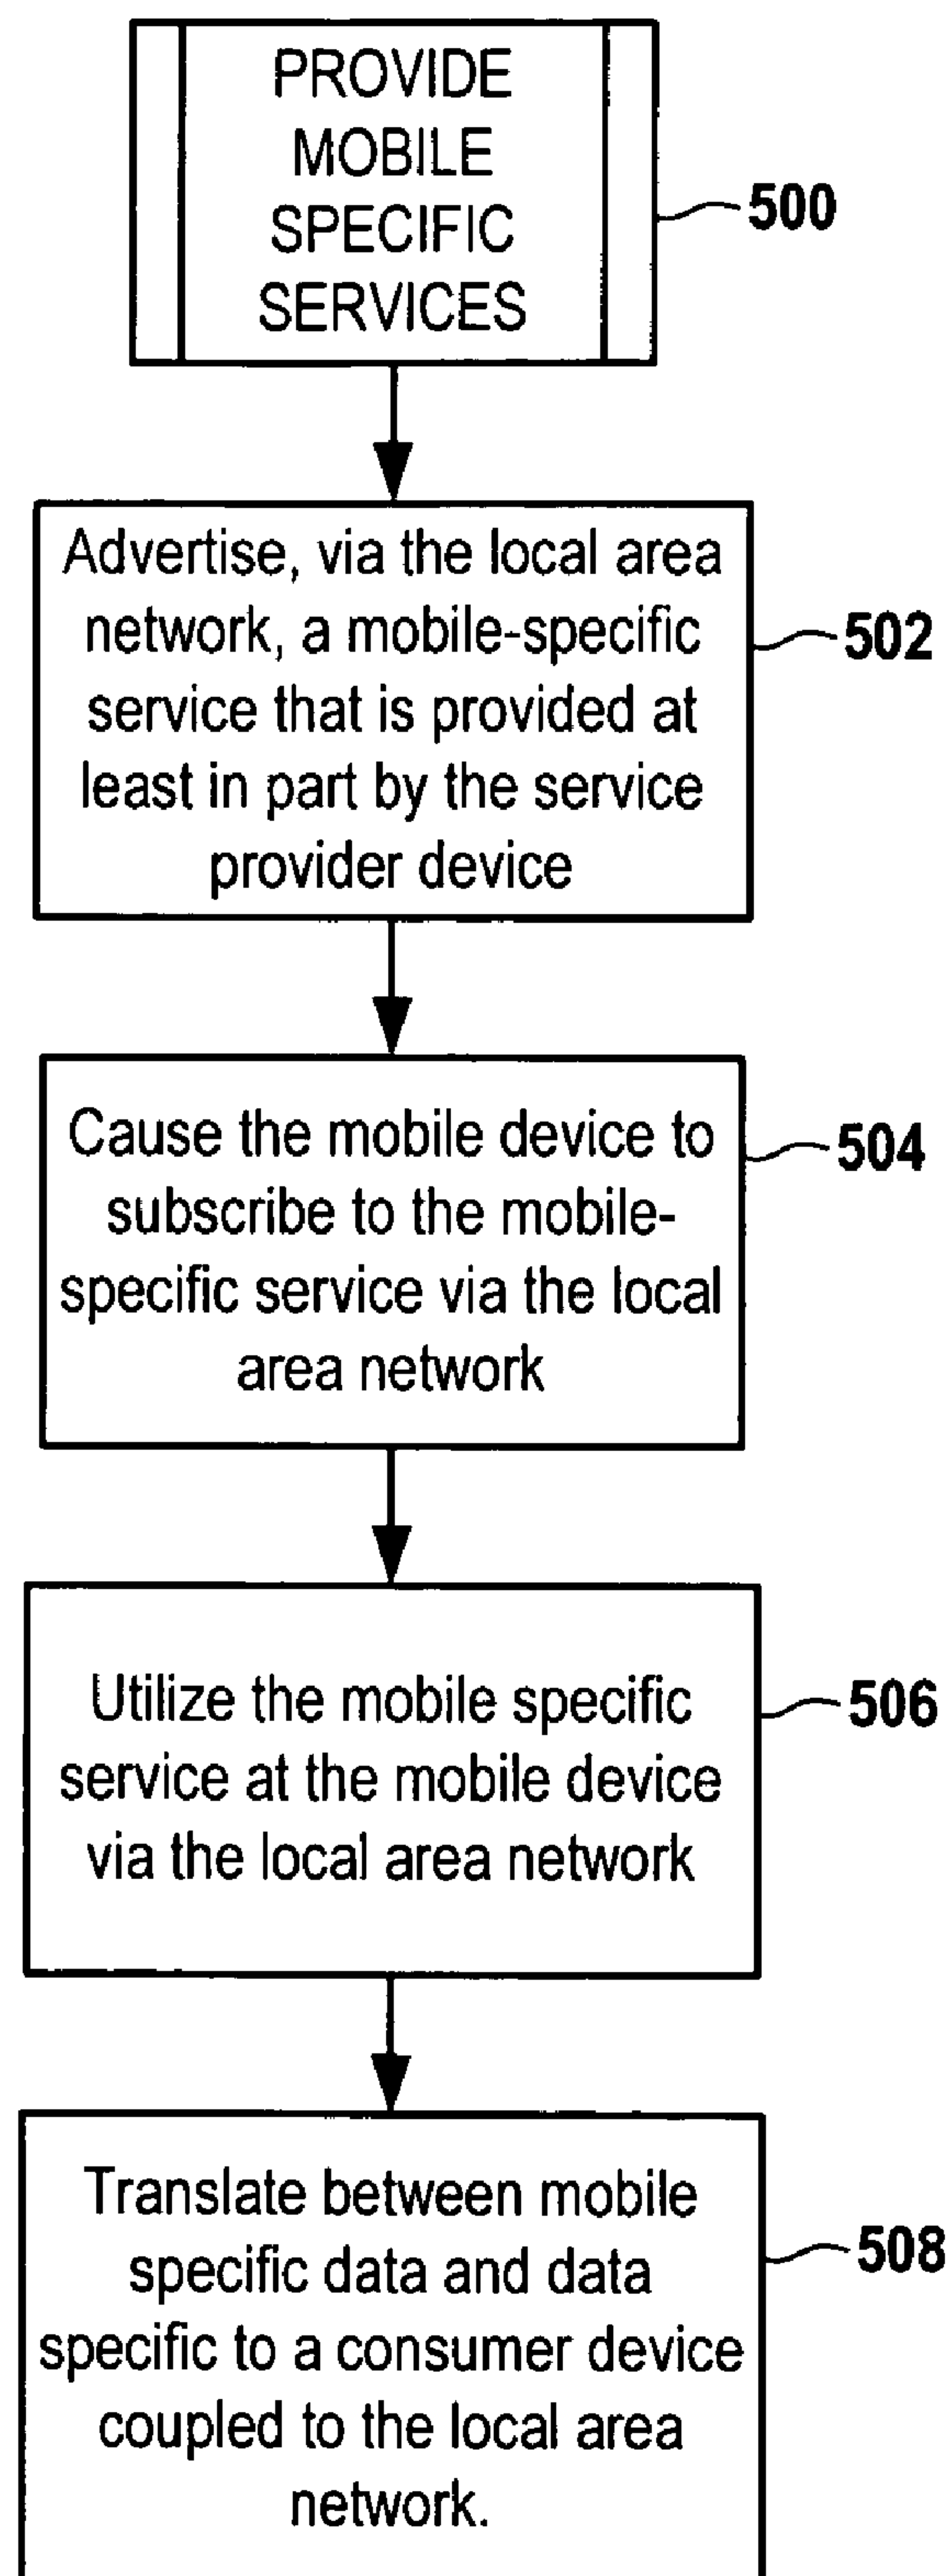 PROVIDE
MOBILE
SPECIFIC
SERVICES
500
Advertise, via the local area
network, a mobile-specific
service that is provided at
least in part by the service
provider device
502
Cause the mobile device to
subscribe to the mobile-
specific service via the local
area network
504
Utilize the mobile specific
service at the mobile device
via the local area network
506
Translate between mobile
specific data and data
specific to a consumer device
coupled to the local area
network.
508